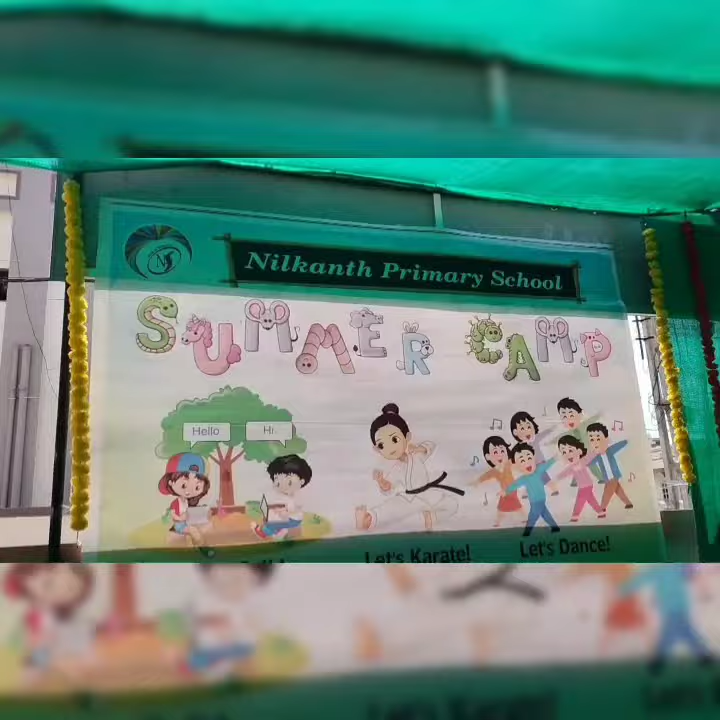 Nilkanth Primary School
SUMMER CAMP
Hello
Hi
Let's Karate!
Let's Dance!